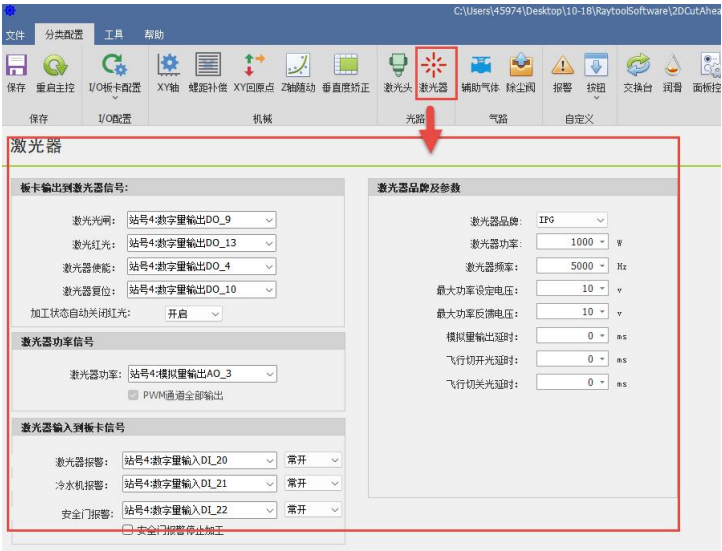 C:\Users\45974\Desktop\10-18\RaytoolSoftware\2DCutAhea
文件 分类配置 工具 帮助
保存 重启主控 I/O板卡配置 XY轴 螺距补偿 XY回原点 Z轴随动 垂直度矫正 激光头 激光器 辅助气体 除尘阀 报警 按钮 交换台 润滑 面板控
保存 I/O配置 机械 光路 气路 自定义
激光器
板卡输出到激光器信号:
激光光闸: 站号4:数字量输出DO_9
激光红光: 站号4:数字量输出DO_13
激光器使能: 站号4:数字量输出DO_4
激光器复位: 站号4:数字量输出DO_10
加工状态自动关闭红光: 开启
激光器功率信号
激光器功率: 站号4:模拟量输出AO_3
PWM通道全部输出
激光器输入到板卡信号
激光器报警: 站号4:数字量输入DI_20 常开
冷水机报警: 站号4:数字量输入DI_21 常开
安全门报警: 站号4:数字量输入DI_22 常开
安全门报警停止加工
激光器品牌及参数
激光器品牌: IPG
激光器功率: 1000 W
激光器频率: 5000 Hz
最大功率设定电压: 10 v
最大功率反馈电压: 10 v
模拟量输出延时: 0 ms
飞行切开光延时: 0 ms
飞行切关光延时: 0 ms